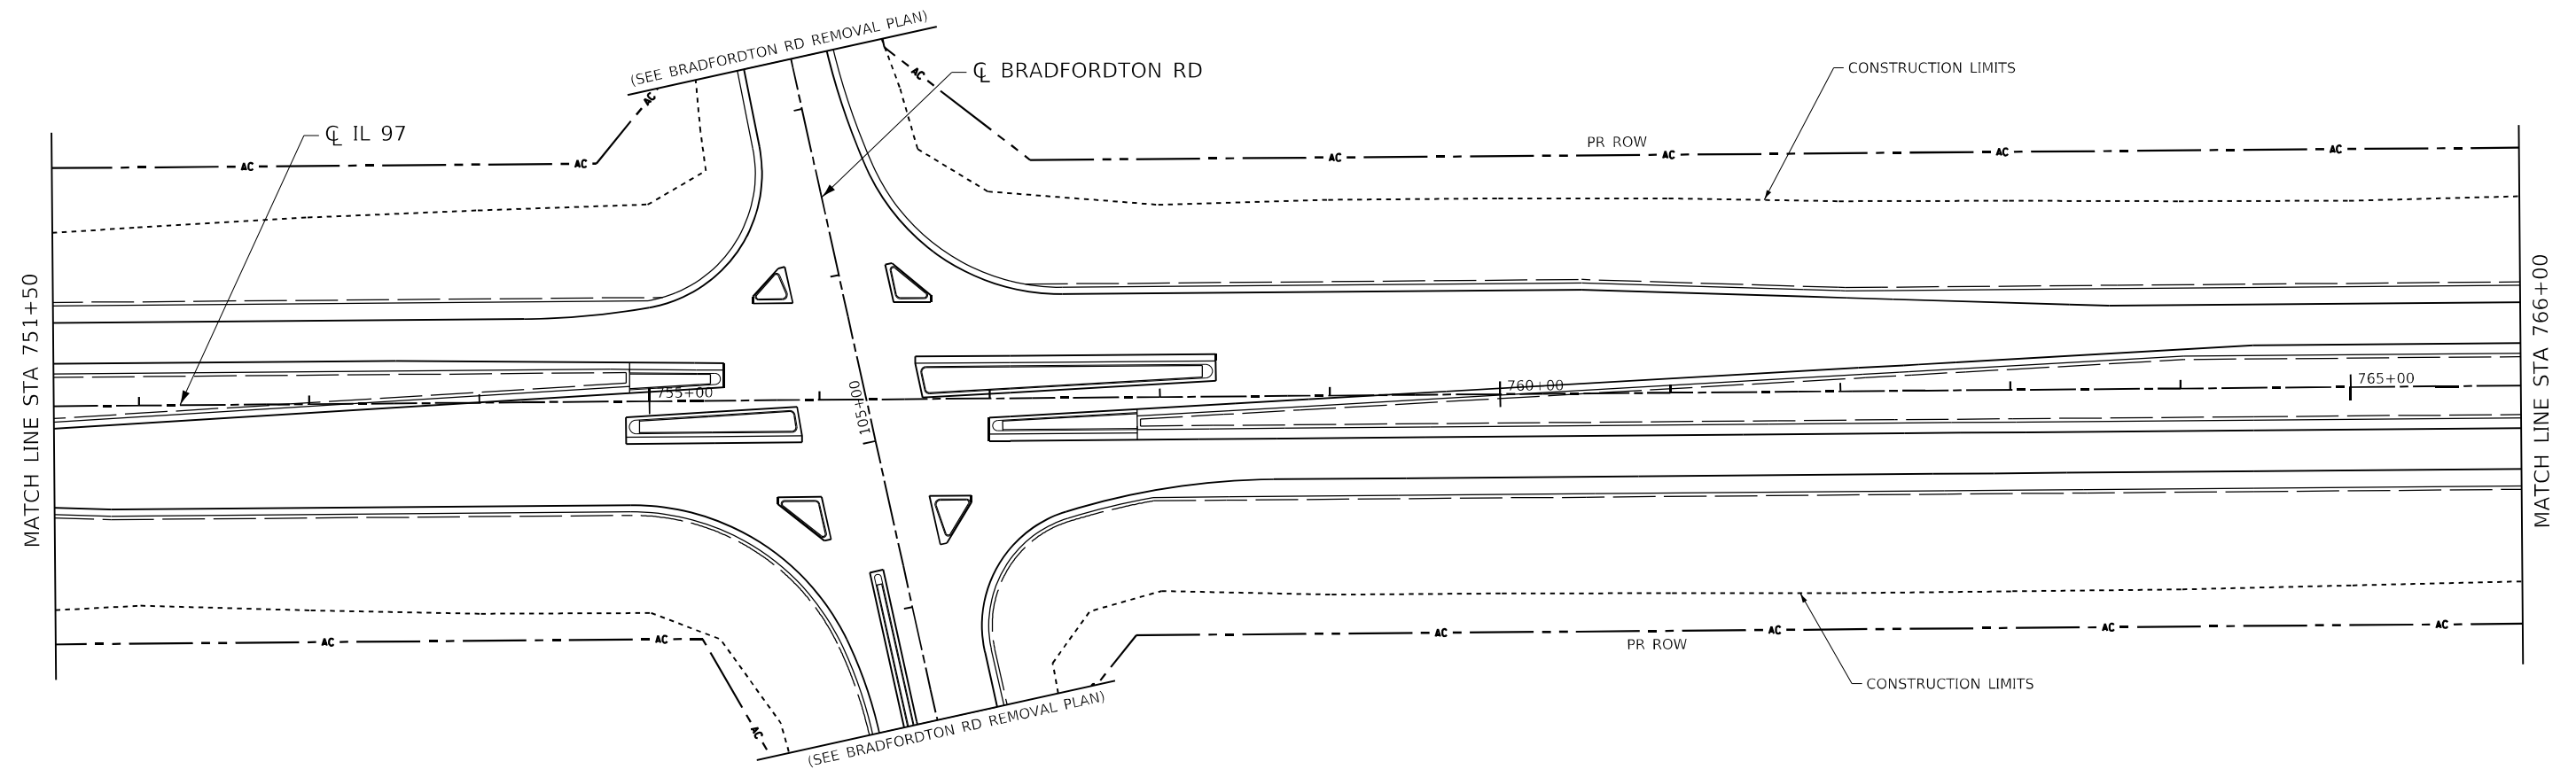 (SEE BRADFORDTON RD REMOVAL PLAN)
℄ BRADFORDTON RD
CONSTRUCTION LIMITS
℄ IL 97
PR ROW
AC
AC
AC
AC
AC
AC
AC
AC
MATCH LINE STA 751+50
MATCH LINE STA 766+00
755+00
105+00
760+00
765+00
AC
AC
AC
AC
AC
AC
AC
PR ROW
CONSTRUCTION LIMITS
(SEE BRADFORDTON RD REMOVAL PLAN)